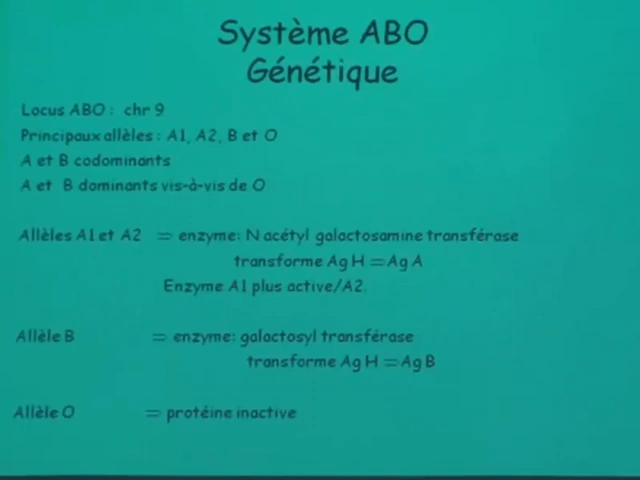 Système ABO
Génétique
Locus ABO : chr 9
Principaux allèles : A1, A2, B et O
A et B codominants
A et B dominants vis-à-vis de O
Allèles A1 et A2 = enzyme: N acétyl galactosamine transférase
transforme Ag H = Ag A
Enzyme A1 plus active/A2.
Allèle B = enzyme: galactosyl transférase
transforme Ag H = Ag B
Allèle O = protéine inactive